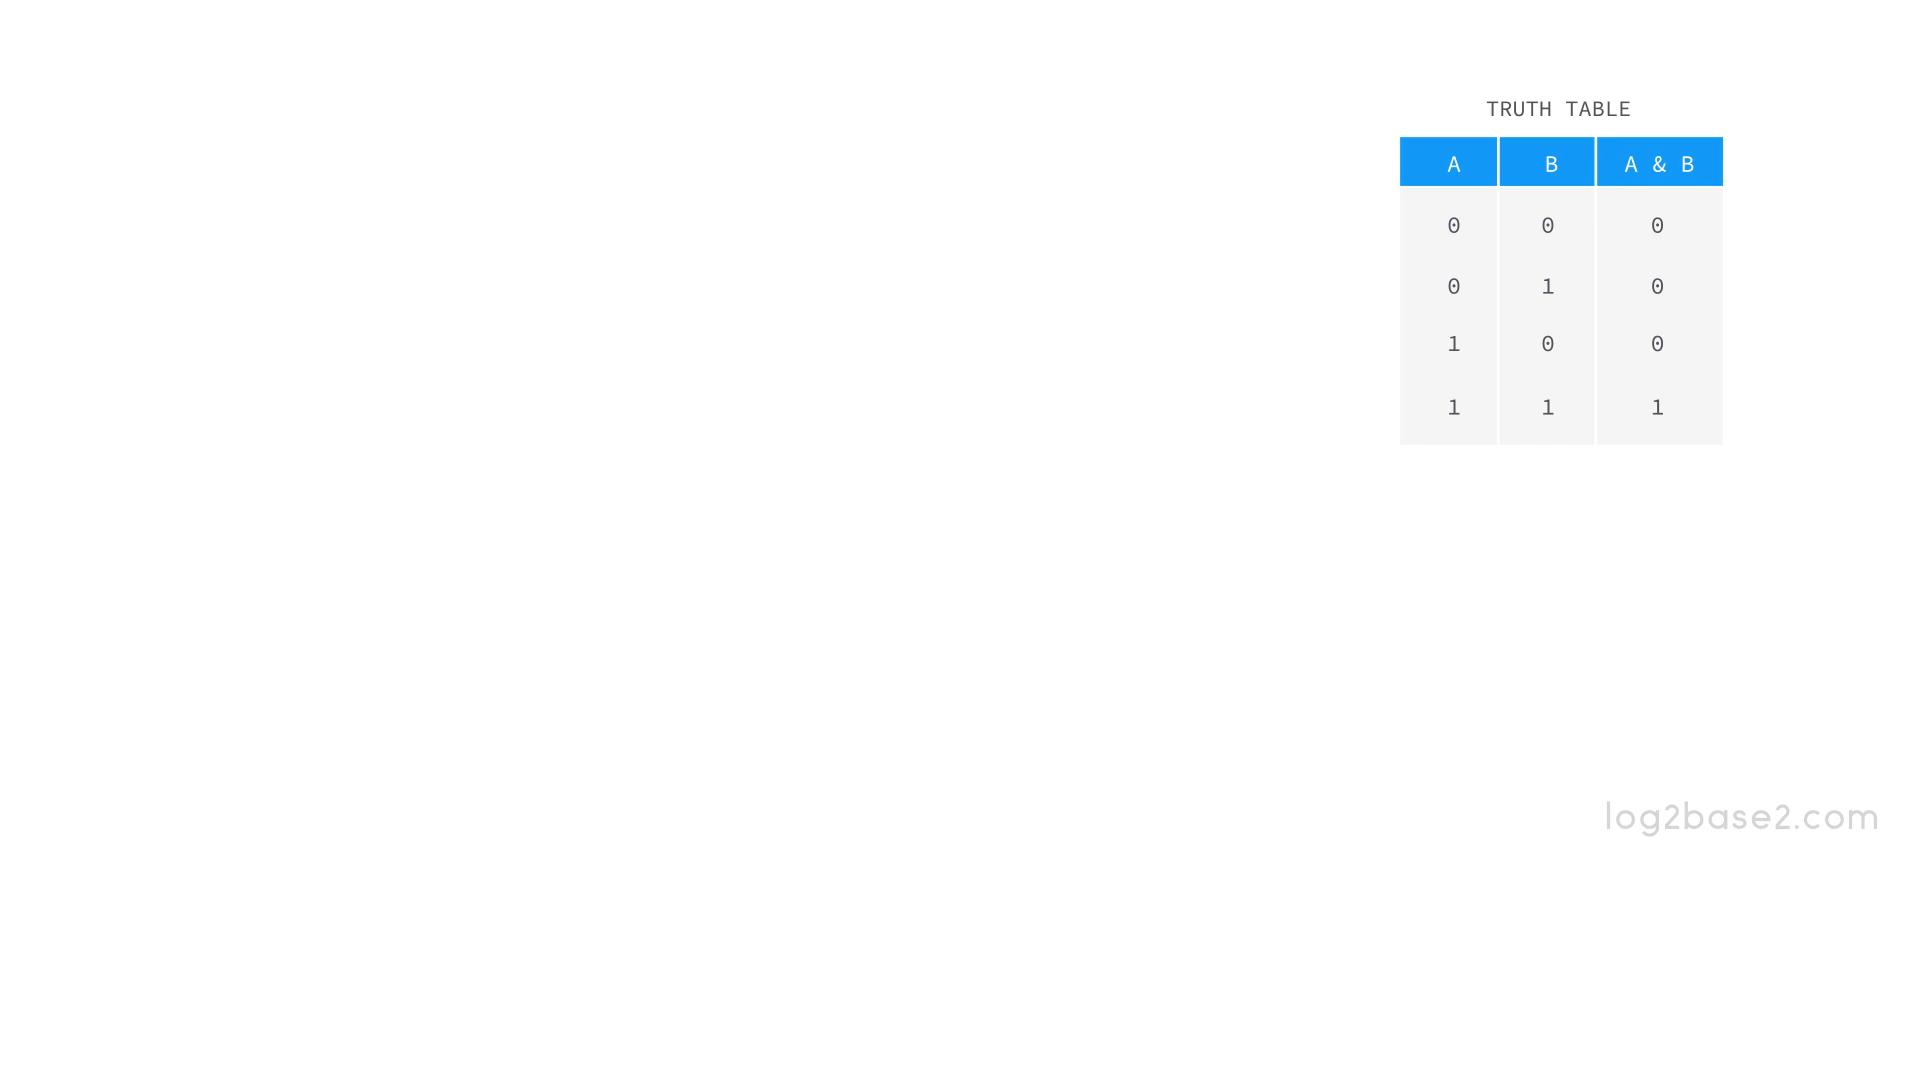 TRUTH TABLE
A B A & B
0 0 0
0 1 0
1 0 0
1 1 1
log2base2.com